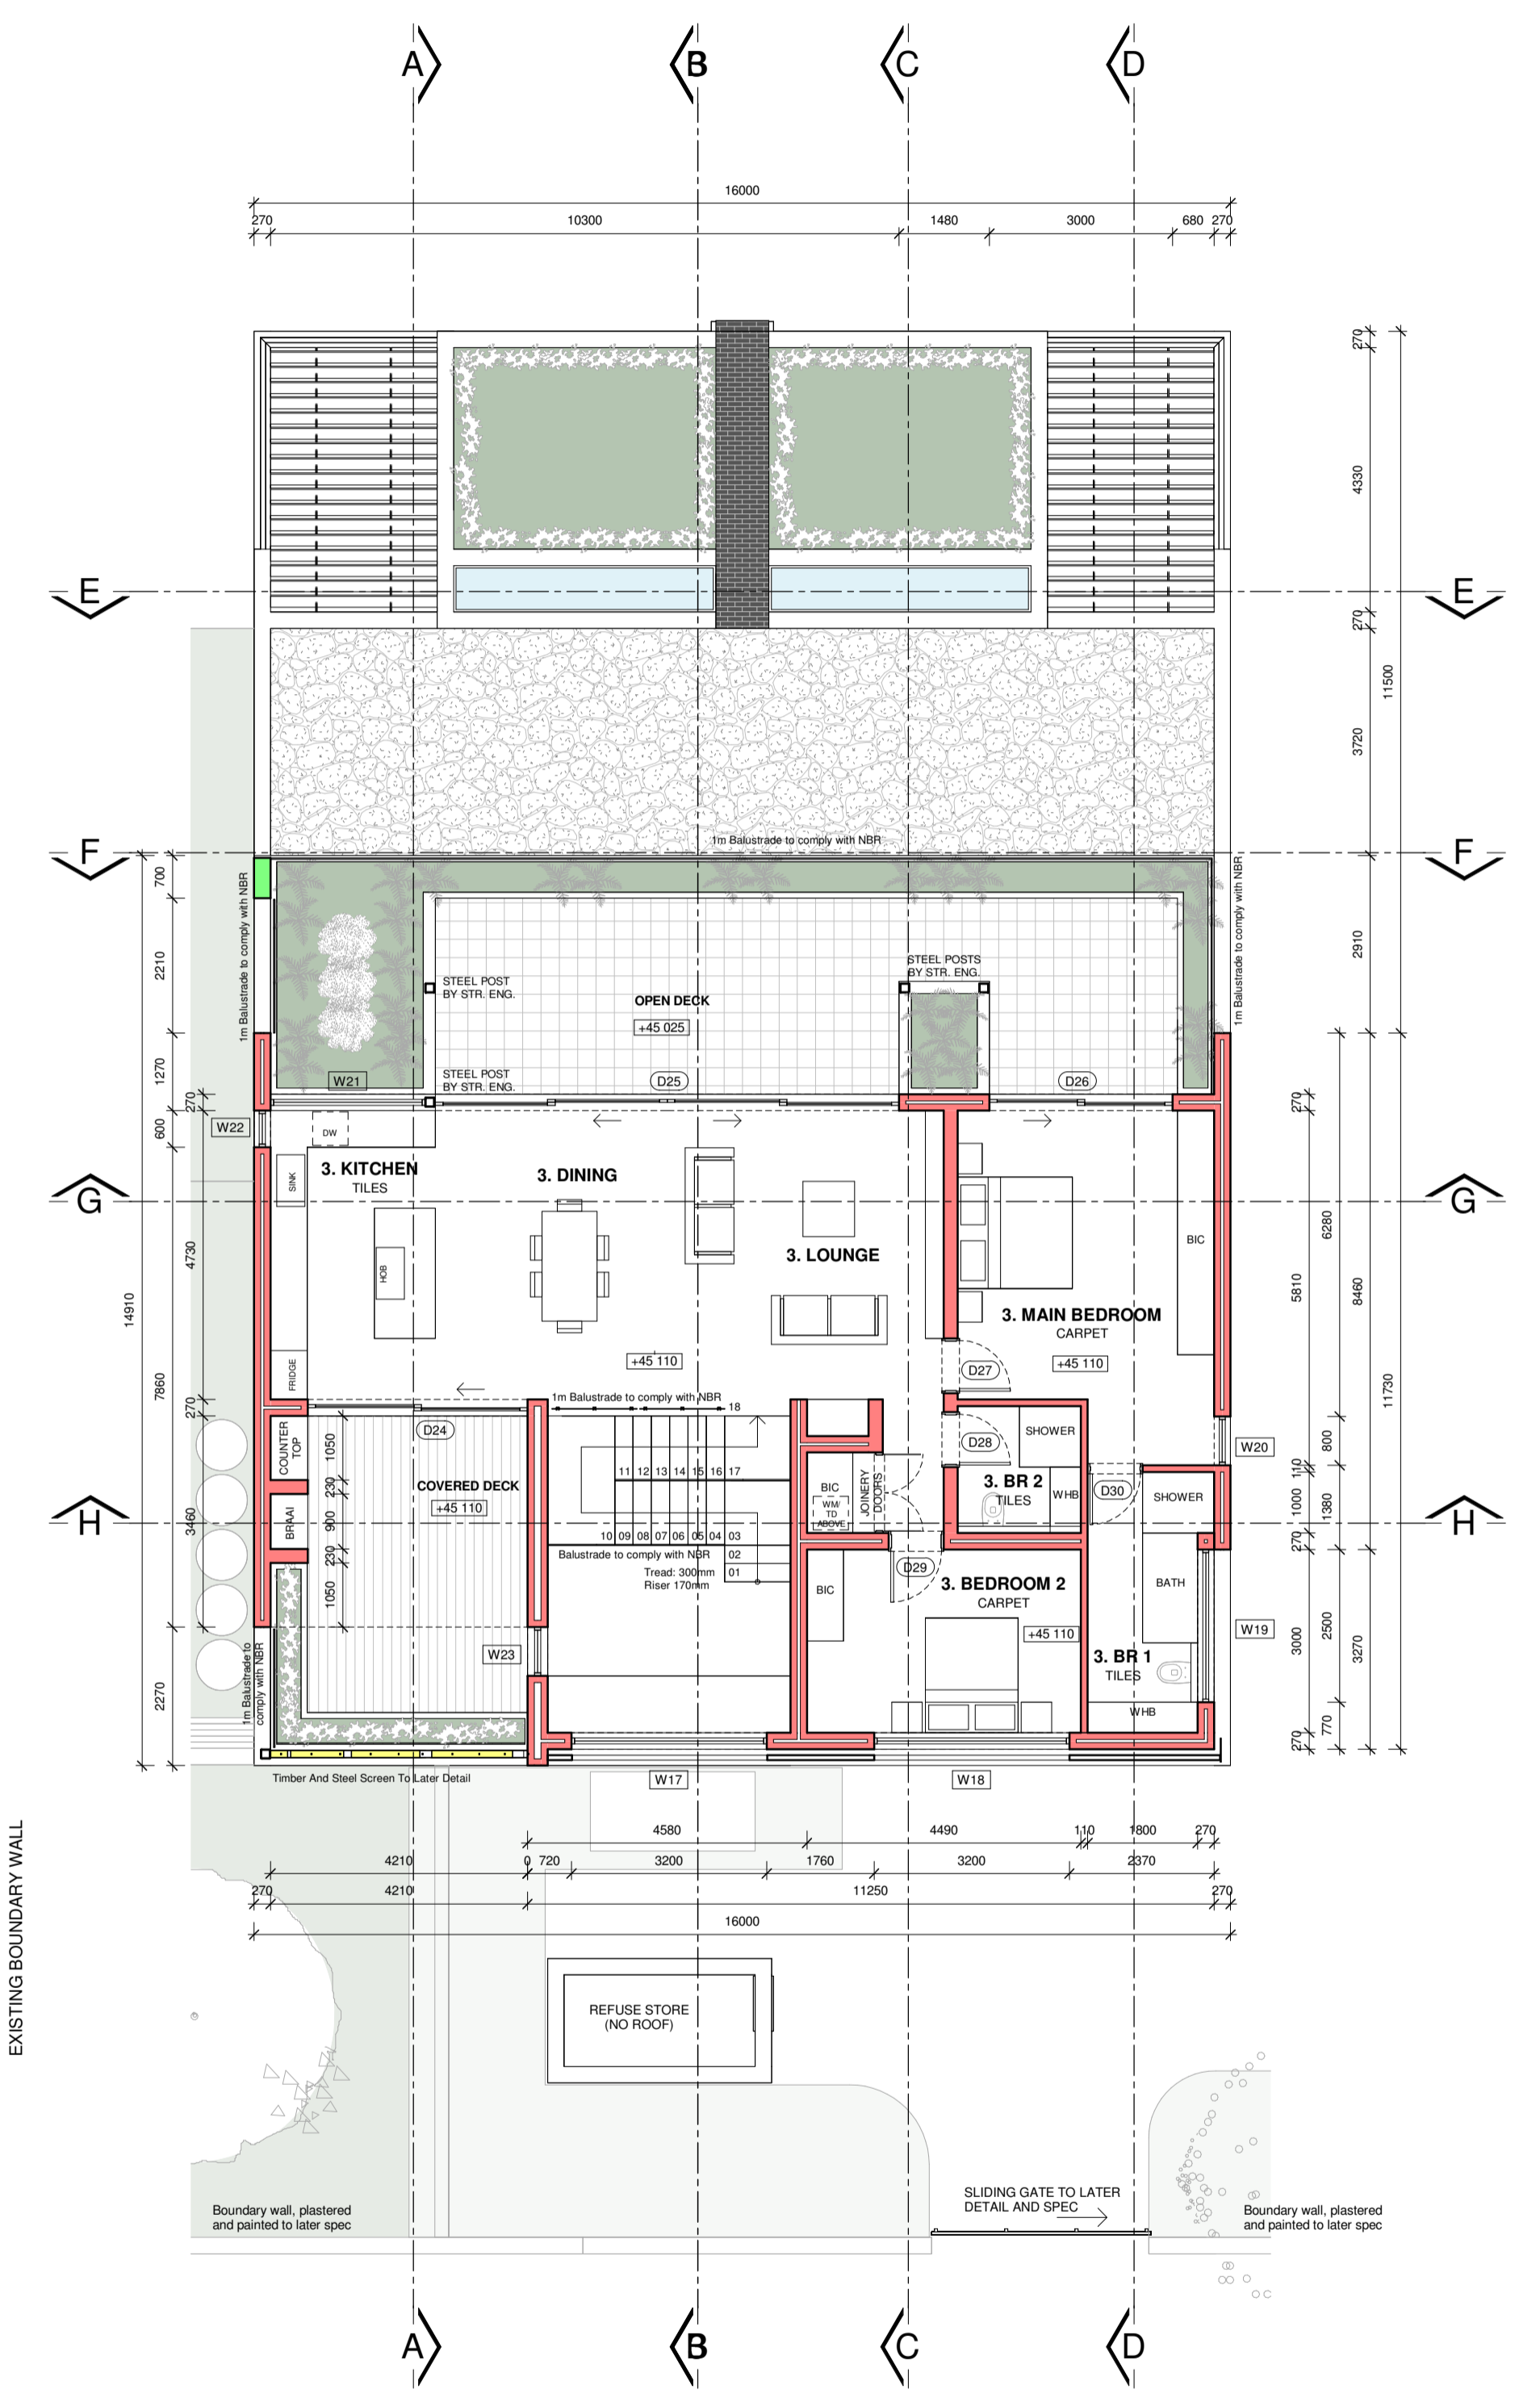 A
B
C
D
16000
270
10300
1480
3000
680
270
270
4330
270
11500
3720
E
E
F
F
1m Balustrade to comply with NBR
1m Balustrade to comply with NBR
1m Balustrade to comply with NBR
700
2210
1270
270
600
4730
14910
7860
270
3460
2270
2910
STEEL POST
BY STR. ENG.
STEEL POSTS
BY STR. ENG.
OPEN DECK
+45 025
STEEL POST
BY STR. ENG.
W21
D25
D26
W22
DW
SINK
3. KITCHEN
TILES
3. DINING
G
G
HOB
3. LOUNGE
BIC
3. MAIN BEDROOM
CARPET
+45 110
+45 110
FRIDGE
D27
270
6280
5810
8460
11730
1m Balustrade to comply with NBR
18
D24
COUNTER
TOP
1050
230
900
230
1050
COVERED DECK
+45 110
BRAAI
11 12 13 14 15 16 17
10 09 08 07 06 05 04 03
02
01
Balustrade to comply with NBR
Tread: 300mm
Riser 170mm
BIC
WM/
TD
ABOVE
JOINERY
DOORS
D28
SHOWER
3. BR 2
TILES
WHB
D30
SHOWER
W20
800
110
1000
1380
270
H
H
D29
BIC
3. BEDROOM 2
CARPET
+45 110
BATH
W19
3000
2500
3270
770
270
W23
3. BR 1
TILES
WHB
1m Balustrade to
comply with NBR
Timber And Steel Screen To Later Detail
W17
W18
4580
4490
110
1800
270
4210
0
720
3200
1760
3200
2370
270
4210
11250
270
16000
EXISTING BOUNDARY WALL
REFUSE STORE
(NO ROOF)
SLIDING GATE TO LATER
DETAIL AND SPEC
Boundary wall, plastered
and painted to later spec
Boundary wall, plastered
and painted to later spec
A
B
C
D